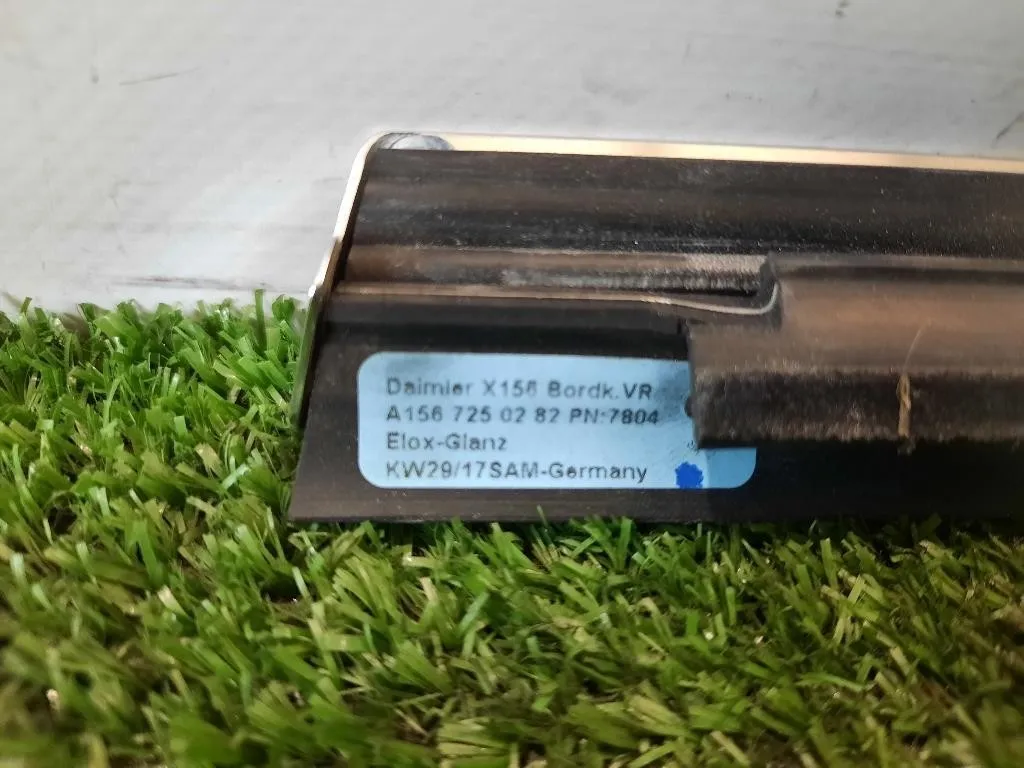 Daimler X156 Bordk.VR
A156 725 02 82 PN:7804
Elox-Glanz
KW29/17SAM-Germany